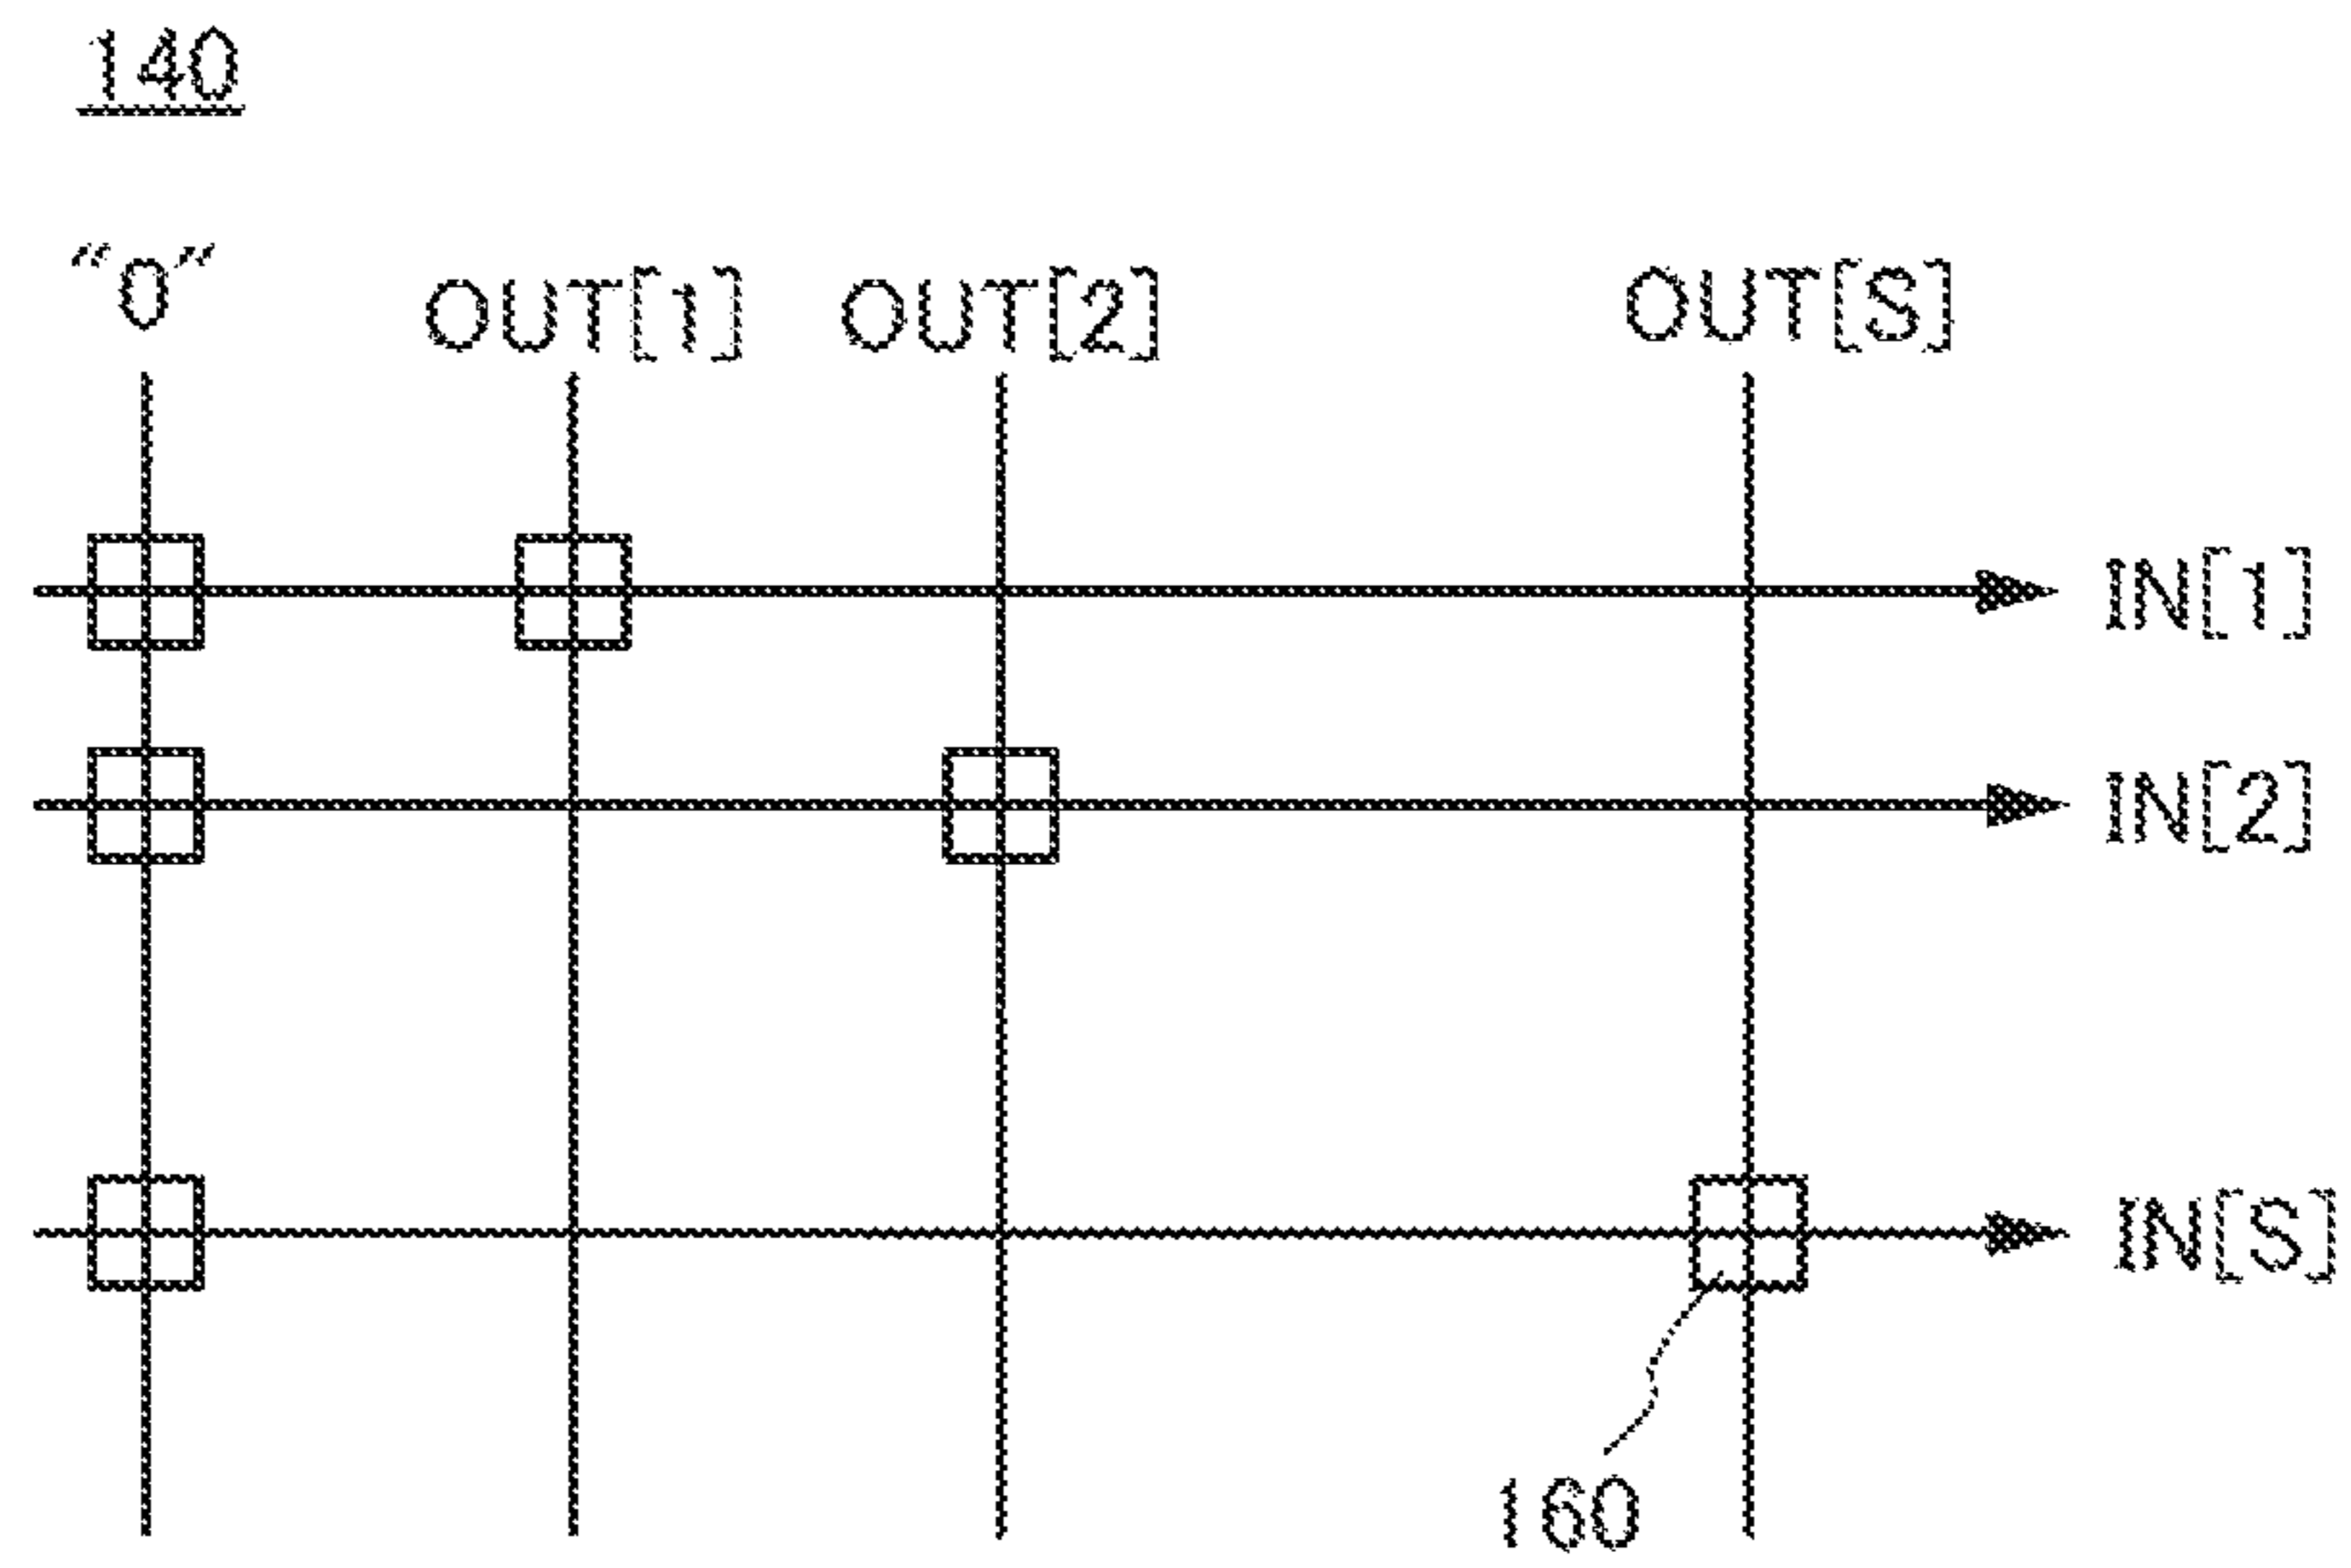 140
“0” OUT[1] OUT[2] OUT[S]
IN[1]
IN[2]
IN[S]
160